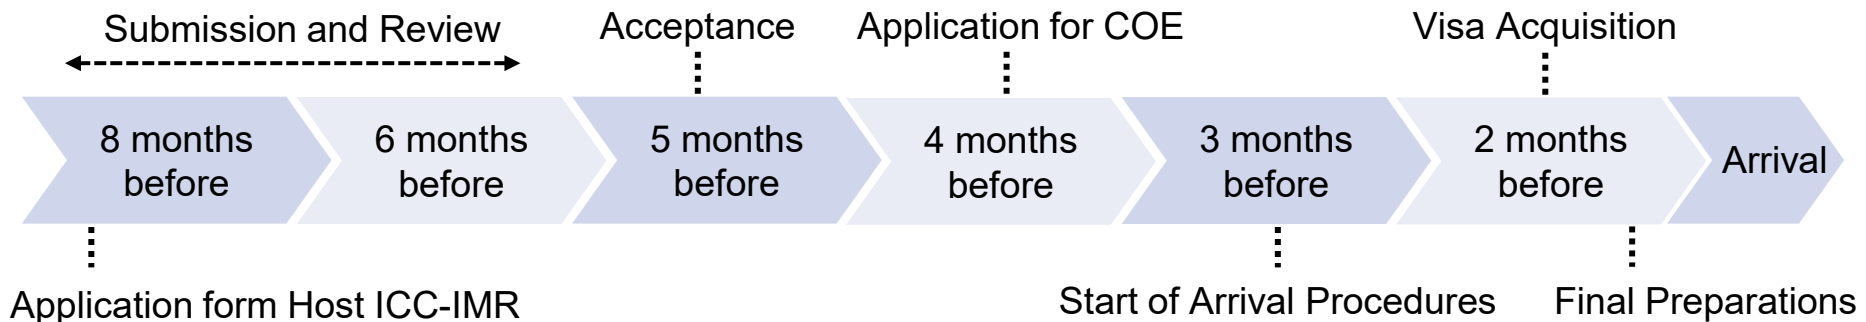 Submission and Review
Acceptance
Application for COE
Visa Acquisition
8 months
before
6 months
before
5 months
before
4 months
before
3 months
before
2 months
before
Arrival
Application form Host ICC-IMR
Start of Arrival Procedures
Final Preparations